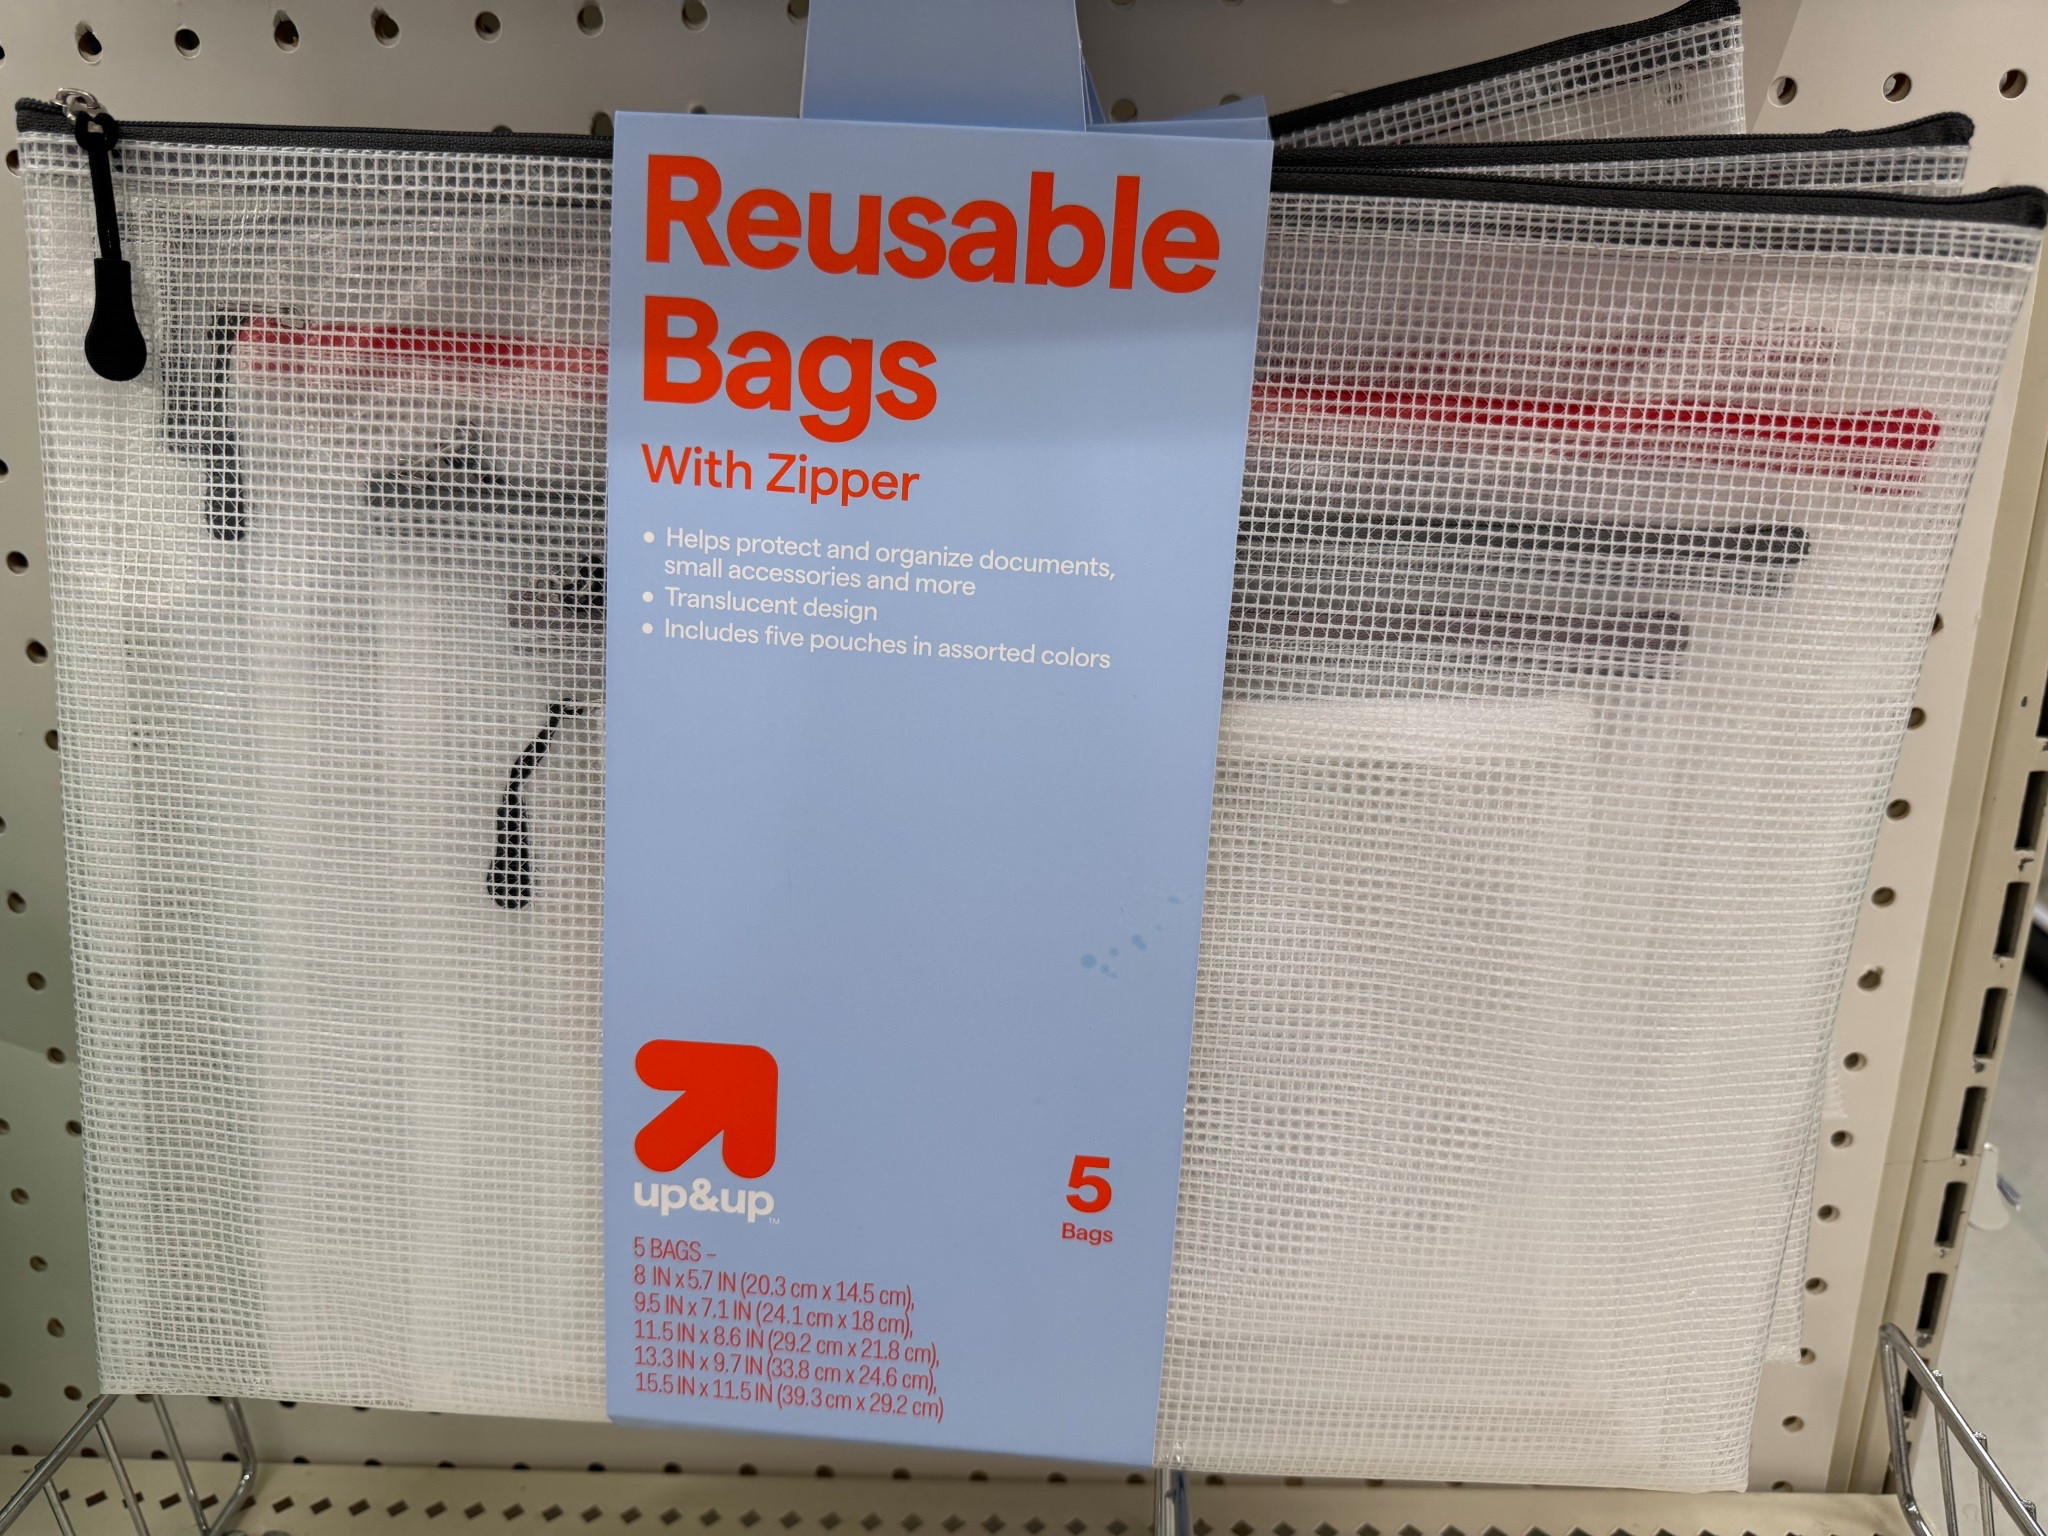 Reusable
Bags
With Zipper
• Helps protect and organize documents,
small accessories and more
• Translucent design
• Includes five pouches in assorted colors
up&up™
5
Bags
5 BAGS –
8 IN x 5.7 IN (20.3 cm x 14.5 cm),
9.5 IN x 7.1 IN (24.1 cm x 18 cm),
11.5 IN x 8.6 IN (29.2 cm x 21.8 cm),
13.3 IN x 9.7 IN (33.8 cm x 24.6 cm),
15.5 IN x 11.5 IN (39.3 cm x 29.2 cm)